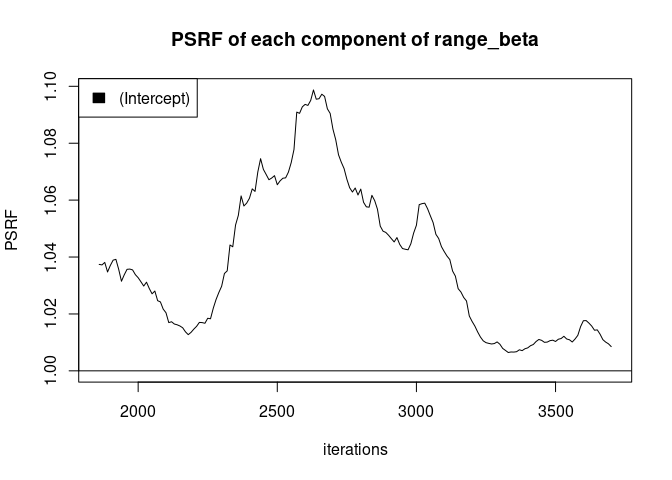 PSRF of each component of range_beta
(Intercept)
PSRF
1.10
1.08
1.06
1.04
1.02
1.00
2000 2500 3000 3500
iterations